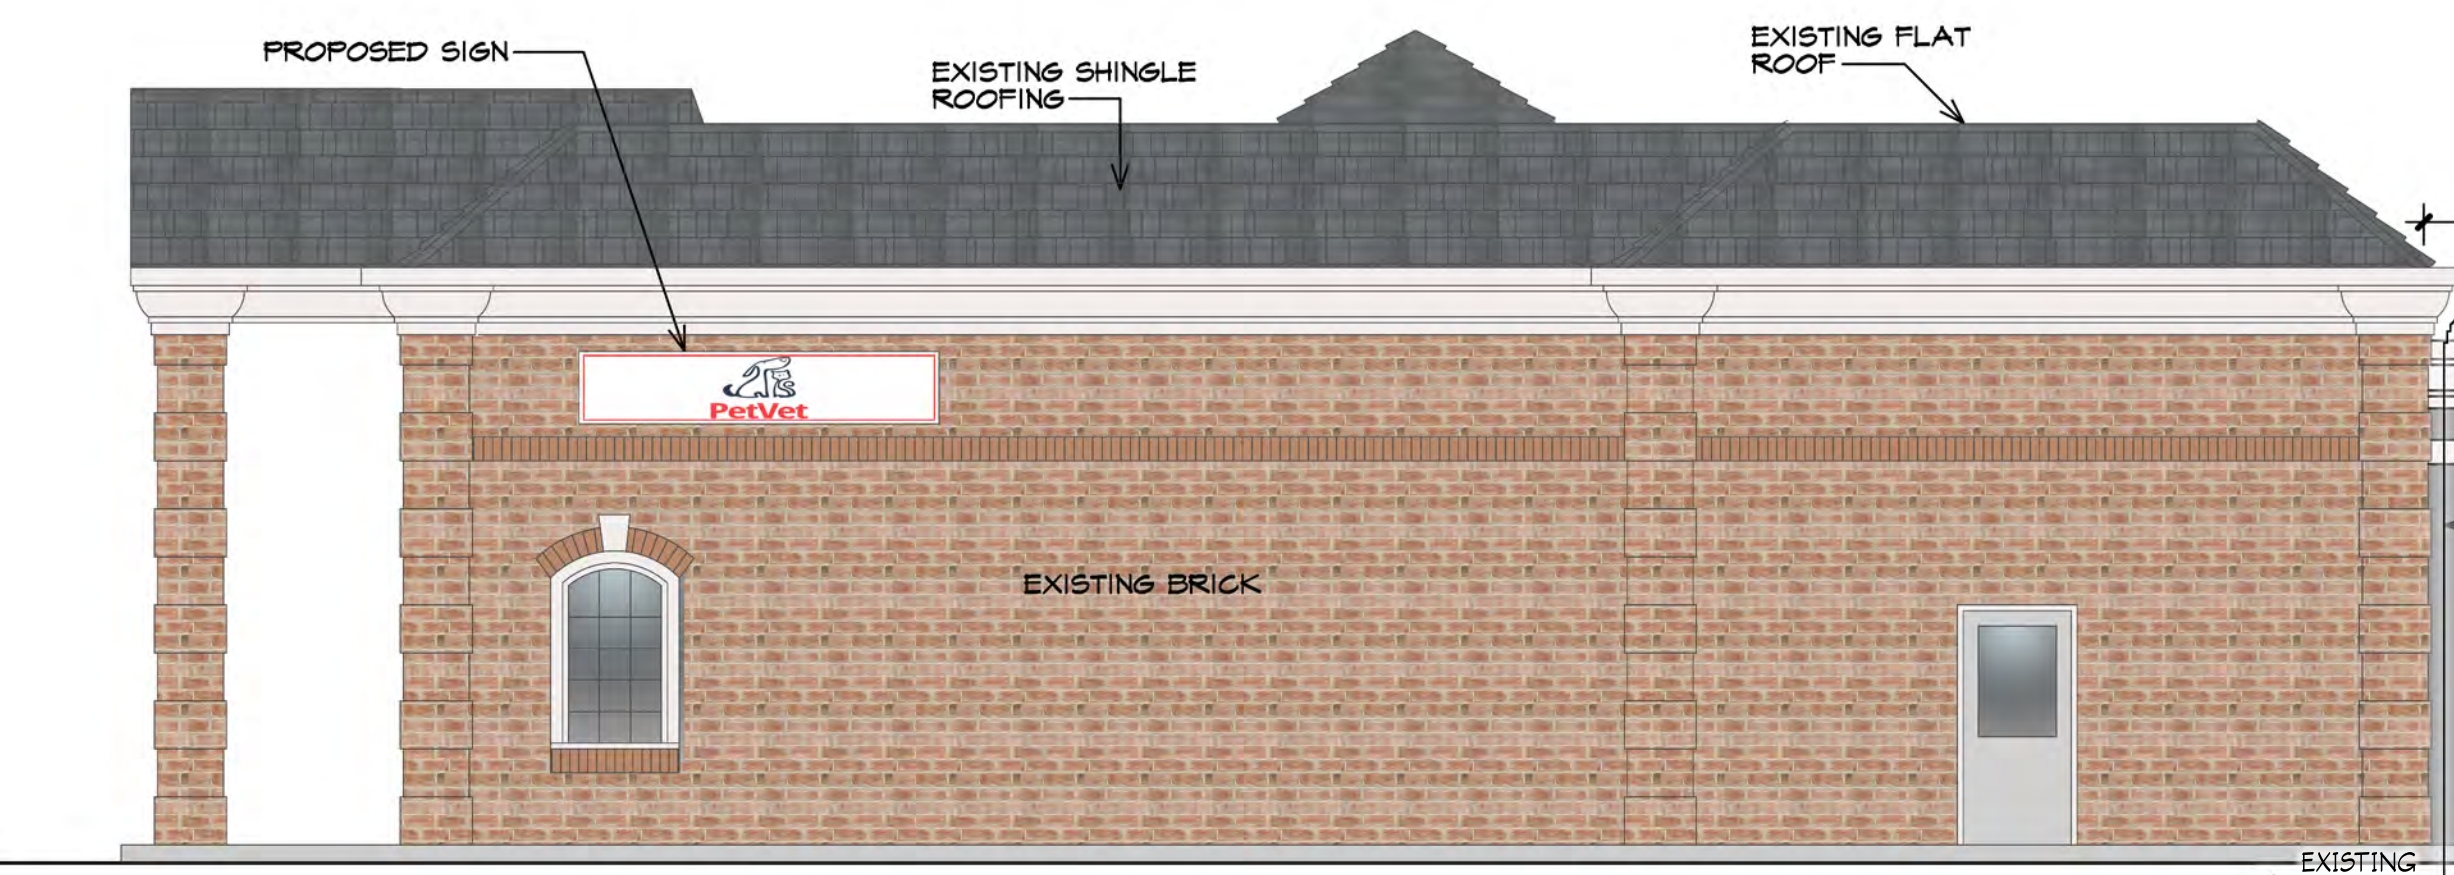 PROPOSED SIGN
EXISTING SHINGLE
ROOFING
EXISTING FLAT
ROOF
PetVet
EXISTING BRICK
EXISTING